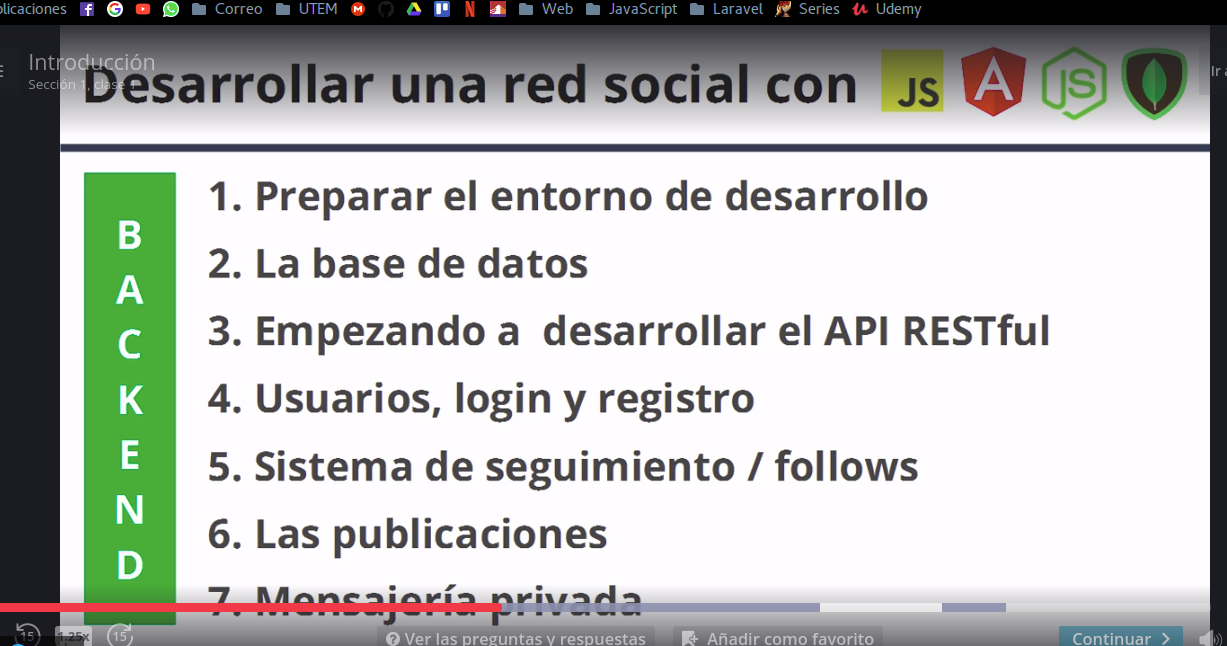 plicaciones Correo UTEM Web JavaScript Laravel Series Udemy
Introducción
Sección 1, clase 1
Desarrollar una red social con JS A JS
Ir a
BACKEND
1. Preparar el entorno de desarrollo
2. La base de datos
3. Empezando a desarrollar el API RESTful
4. Usuarios, login y registro
5. Sistema de seguimiento / follows
6. Las publicaciones
7. Mensajería privada
15 1.25x 15 Ver las preguntas y respuestas Añadir como favorito Continuar